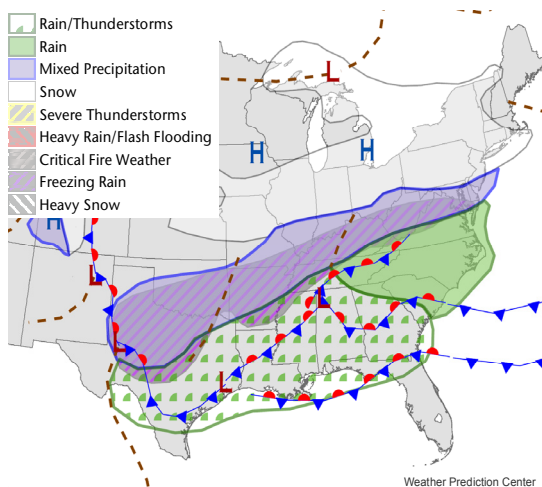 Rain/Thunderstorms
Rain
Mixed Precipitation
Snow
Severe Thunderstorms
Heavy Rain/Flash Flooding
Critical Fire Weather
Freezing Rain
Heavy Snow
L
H
H
H
L
L
L
L
Weather Prediction Center